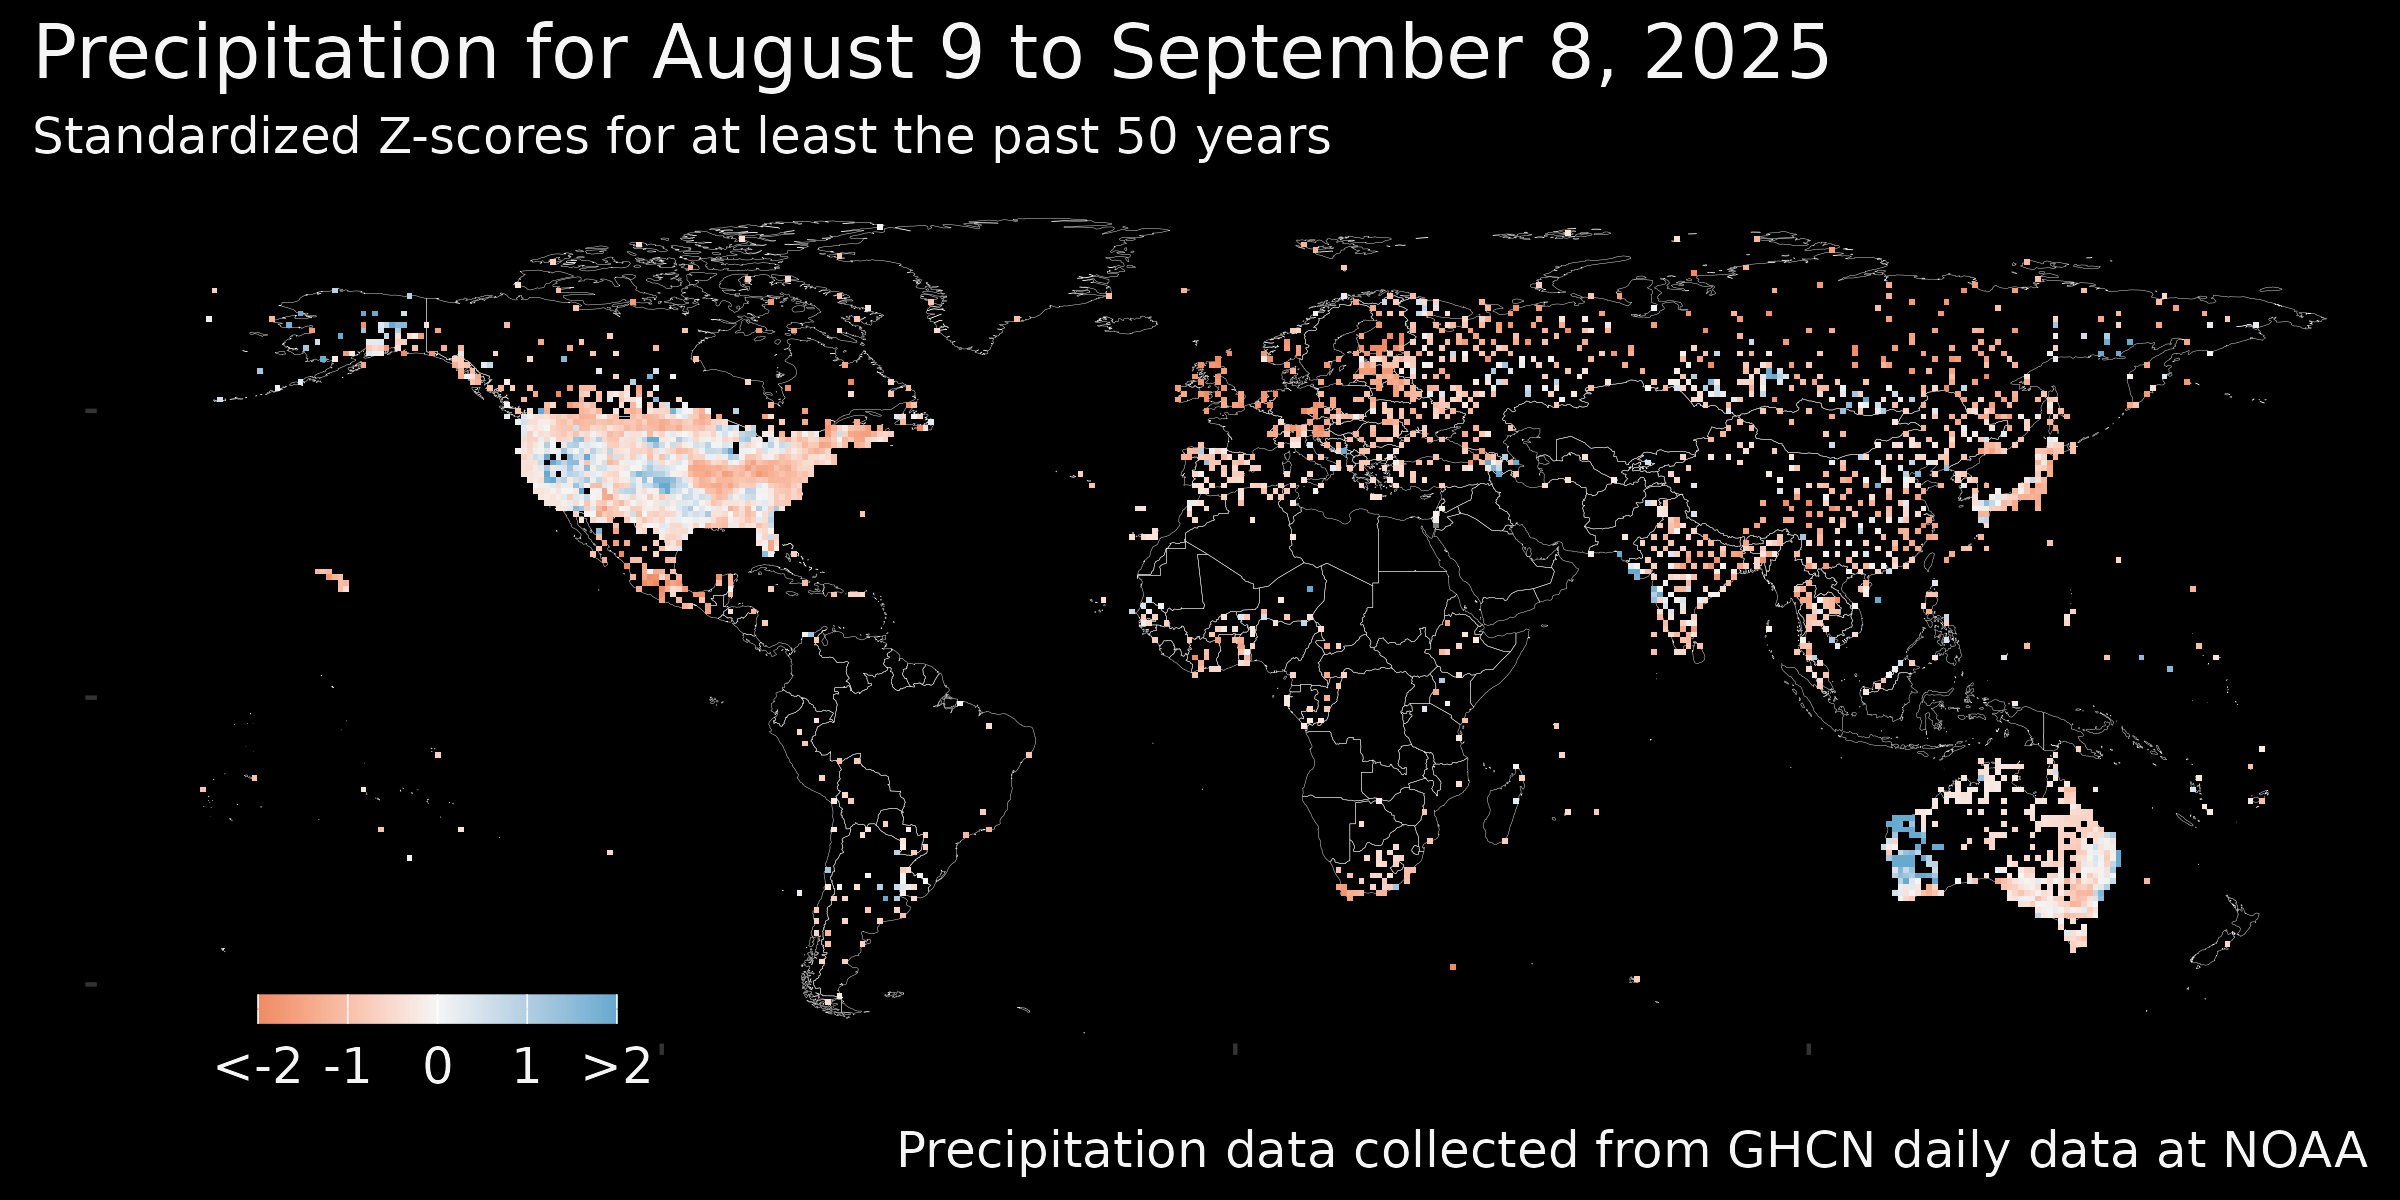 Precipitation for August 9 to September 8, 2025
Standardized Z-scores for at least the past 50 years
<-2 -1 0 1 >2
Precipitation data collected from GHCN daily data at NOAA